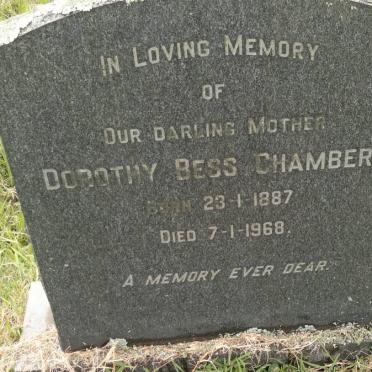 In Loving Memory
of
Our Darling Mother
Dorothy Bess Chamber
Born 23-1-1887
Died 7-1-1968.
A memory ever dear.